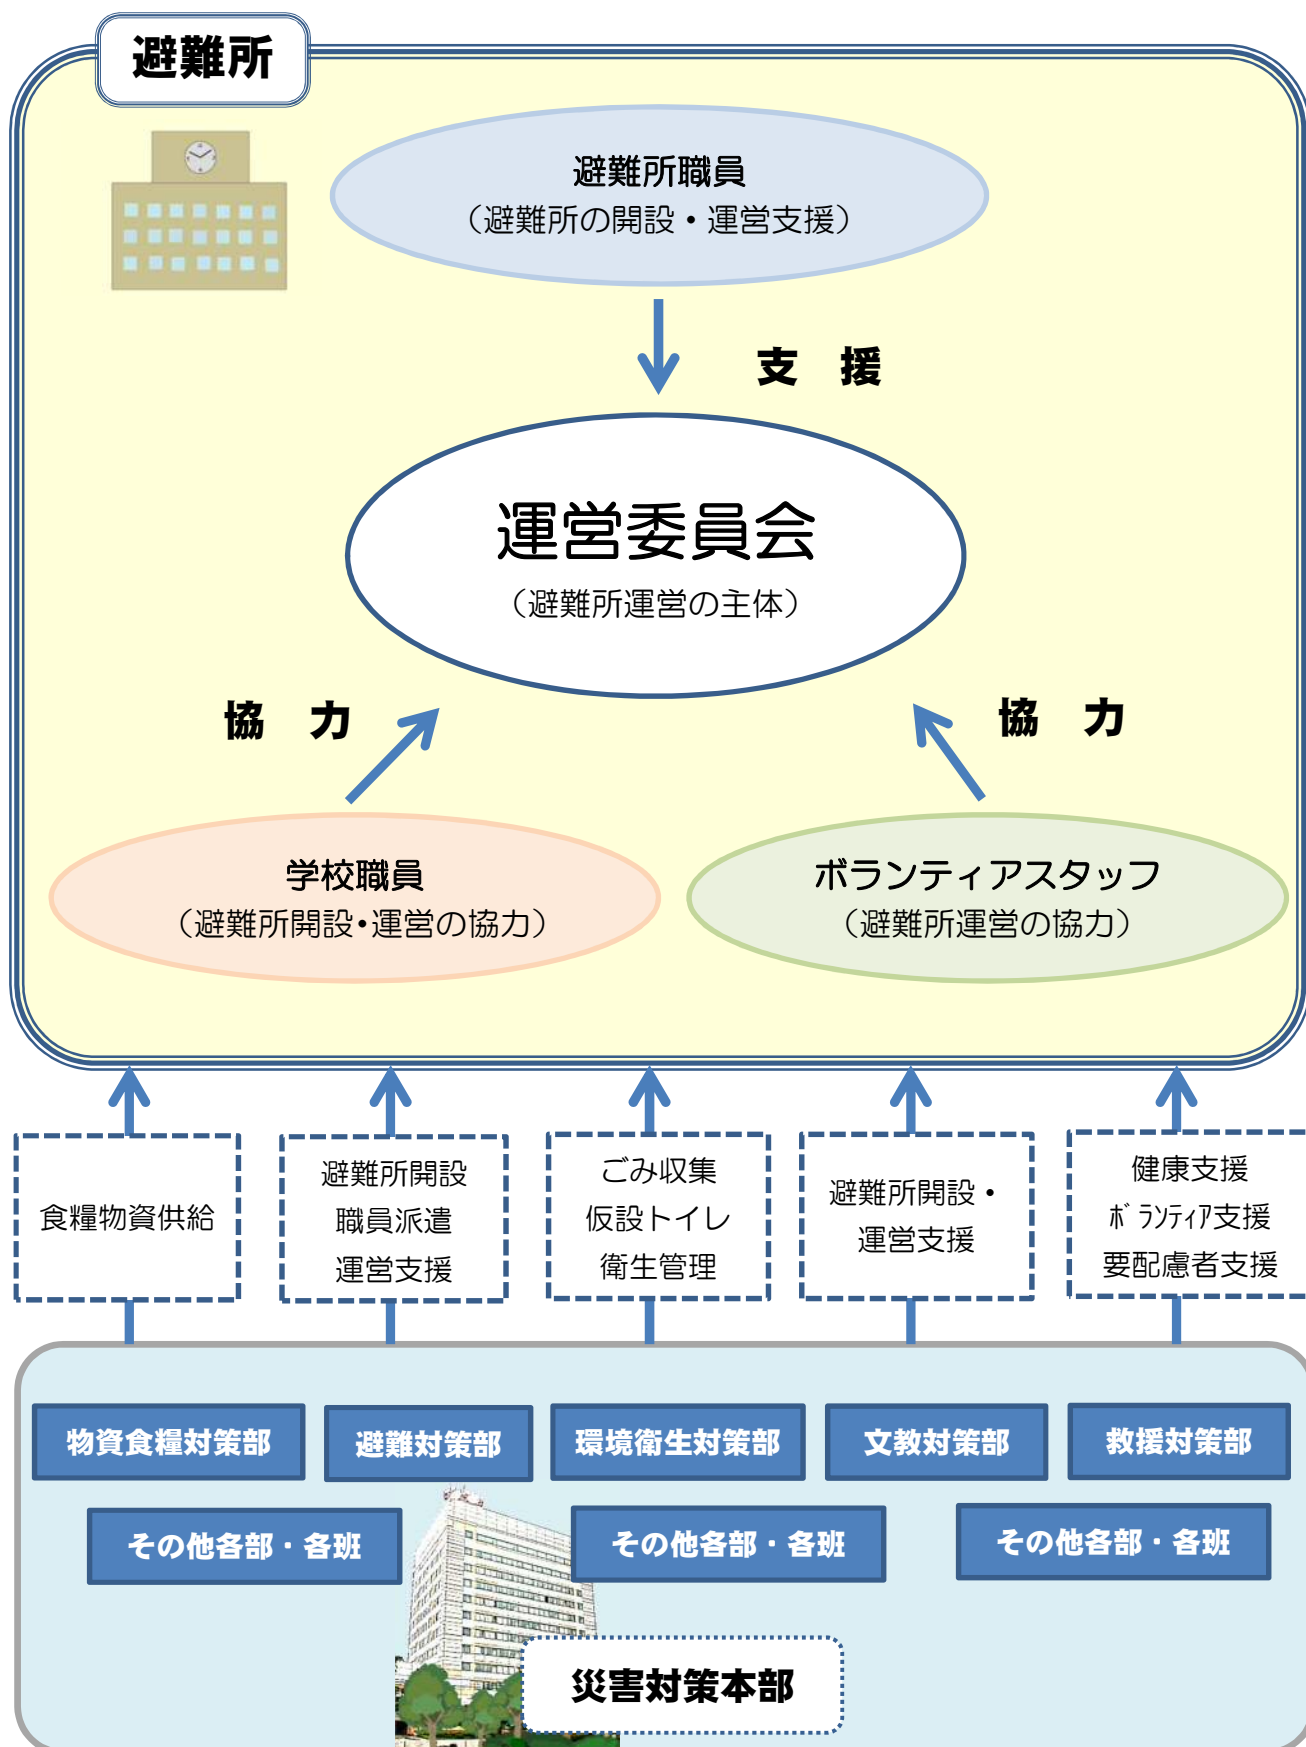 避難所
避難所職員
（避難所の開設・運営支援）
支　援
運営委員会
（避難所運営の主体）
協　力
協　力
学校職員
（避難所開設・運営の協力）
ボランティアスタッフ
（避難所運営の協力）
食糧物資供給
避難所開設
職員派遣
運営支援
ごみ収集
仮設トイレ
衛生管理
避難所開設・
運営支援
健康支援
ﾎﾞﾗﾝﾃｨｱ支援
要配慮者支援
物資食糧対策部
避難対策部
環境衛生対策部
文教対策部
救援対策部
その他各部・各班
その他各部・各班
その他各部・各班
災害対策本部